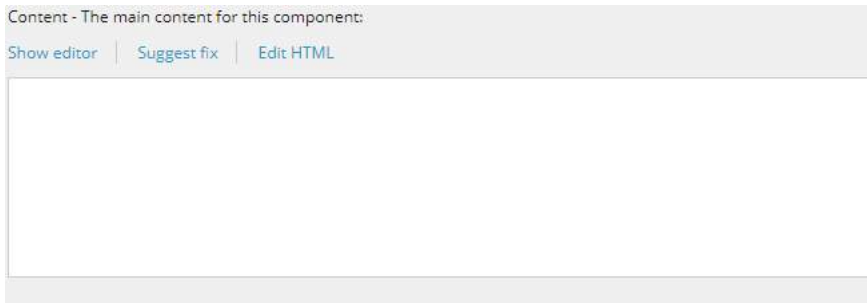 Content - The main content for this component:
Show editor | Suggest fix | Edit HTML